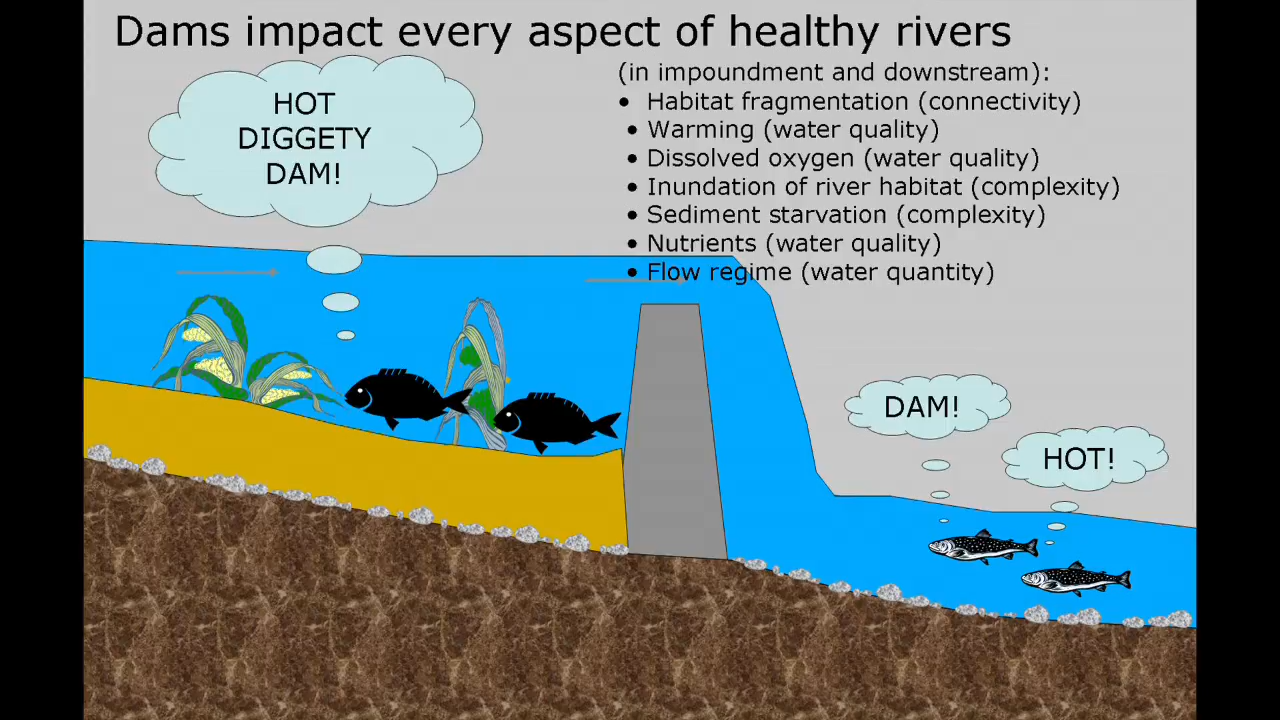 Dams impact every aspect of healthy rivers
(in impoundment and downstream):
• Habitat fragmentation (connectivity)
• Warming (water quality)
• Dissolved oxygen (water quality)
• Inundation of river habitat (complexity)
• Sediment starvation (complexity)
• Nutrients (water quality)
• Flow regime (water quantity)
HOT
DIGGETY
DAM!
DAM!
HOT!